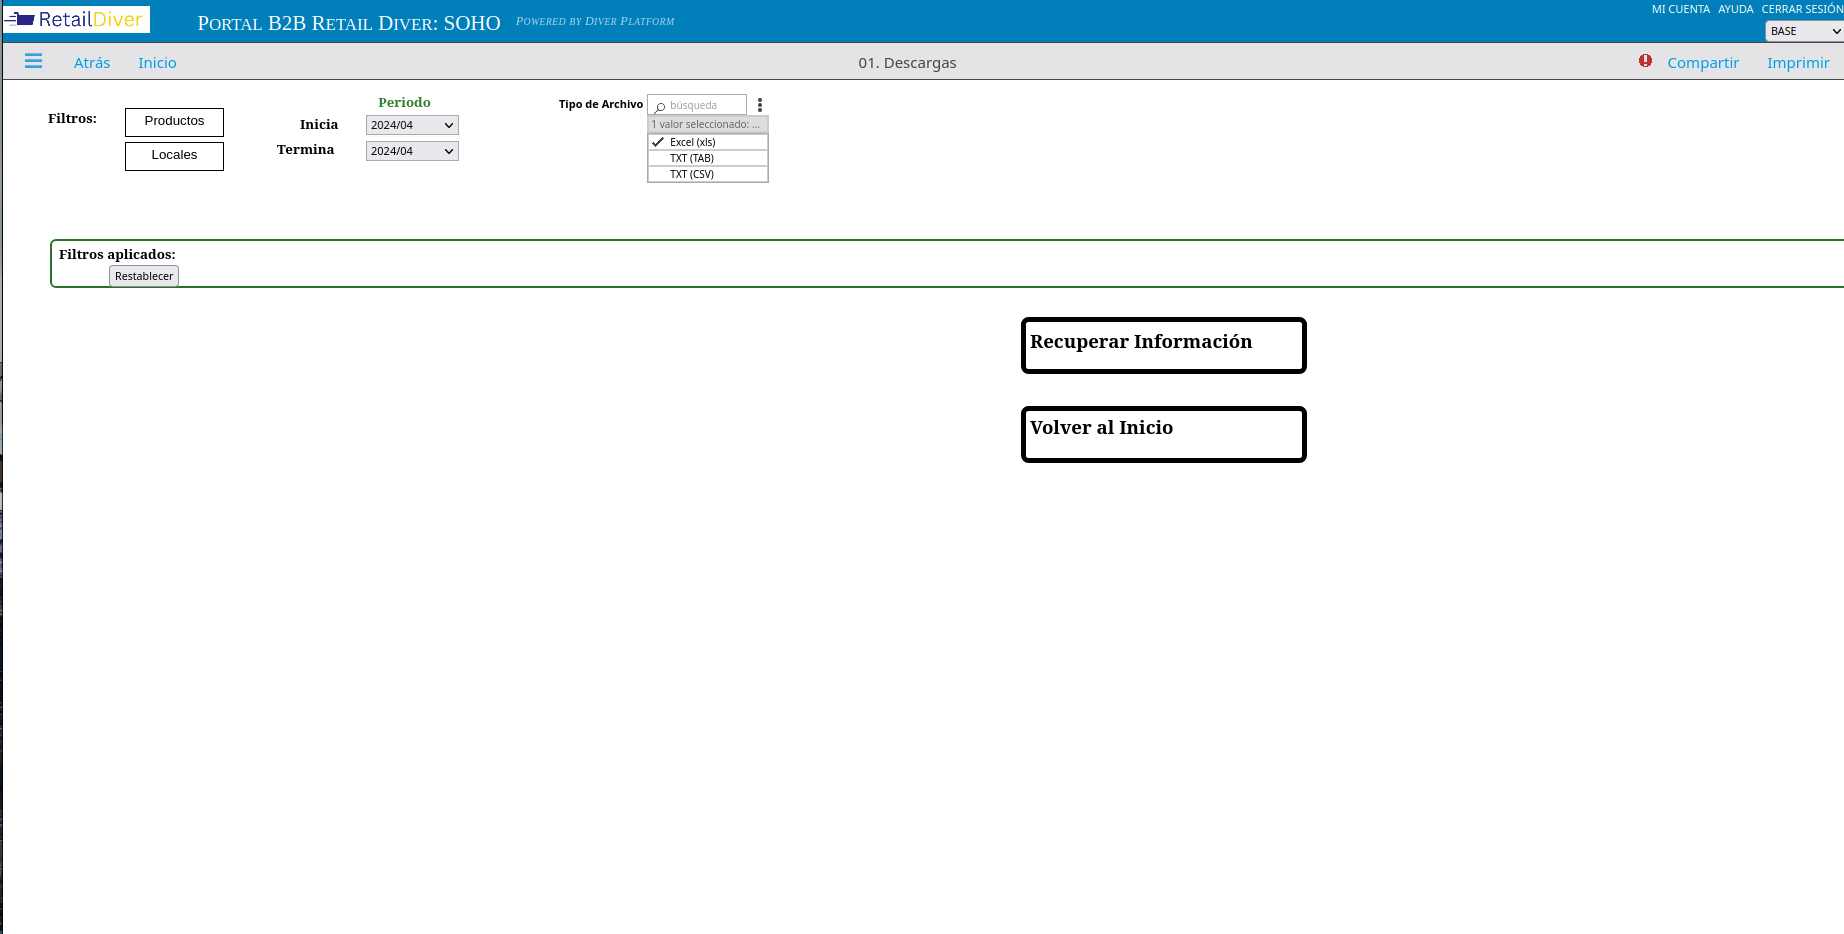 RetailDiver
PORTAL B2B RETAIL DIVER: SOHO
POWERED BY DIVER PLATFORM
MI CUENTA AYUDA CERRAR SESIÓN
BASE
Atrás Inicio
01. Descargas
Compartir Imprimir
Filtros:
Productos
Locales
Periodo
Inicia 2024/04
Termina 2024/04
Tipo de Archivo
búsqueda
1 valor seleccionado: ...
Excel (xls)
TXT (TAB)
TXT (CSV)
Filtros aplicados:
Restablecer
Recuperar Información
Volver al Inicio